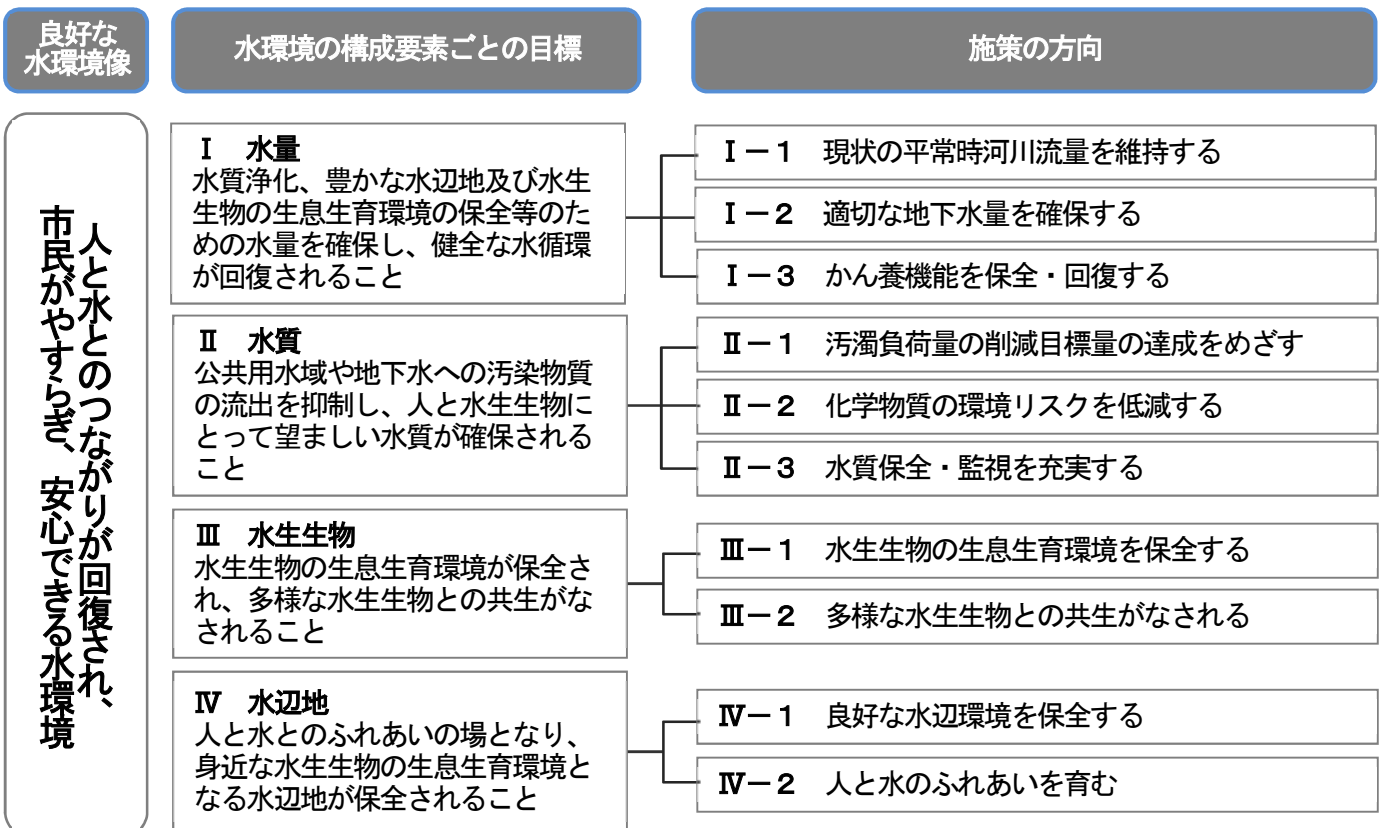 良好な
水環境像
水環境の構成要素ごとの目標
施策の方向
人と水とのつながりが回復され、
市民がやすらぎ、安心できる水環境
Ⅰ 水量
水質浄化、豊かな水辺地及び水生
生物の生息生育環境の保全等のた
めの水量を確保し、健全な水循環
が回復されること
Ⅰ－1 現状の平常時河川流量を維持する
Ⅰ－2 適切な地下水量を確保する
Ⅰ－3 かん養機能を保全・回復する
Ⅱ 水質
公共用水域や地下水への汚染物質
の流出を抑制し、人と水生生物に
とって望ましい水質が確保される
こと
Ⅱ－1 汚濁負荷量の削減目標量の達成をめざす
Ⅱ－2 化学物質の環境リスクを低減する
Ⅱ－3 水質保全・監視を充実する
Ⅲ 水生生物
水生生物の生息生育環境が保全さ
れ、多様な水生生物との共生がな
されること
Ⅲ－1 水生生物の生息生育環境を保全する
Ⅲ－2 多様な水生生物との共生がなされる
Ⅳ 水辺地
人と水とのふれあいの場となり、
身近な水生生物の生息生育環境と
なる水辺地が保全されること
Ⅳ－1 良好な水辺環境を保全する
Ⅳ－2 人と水のふれあいを育む